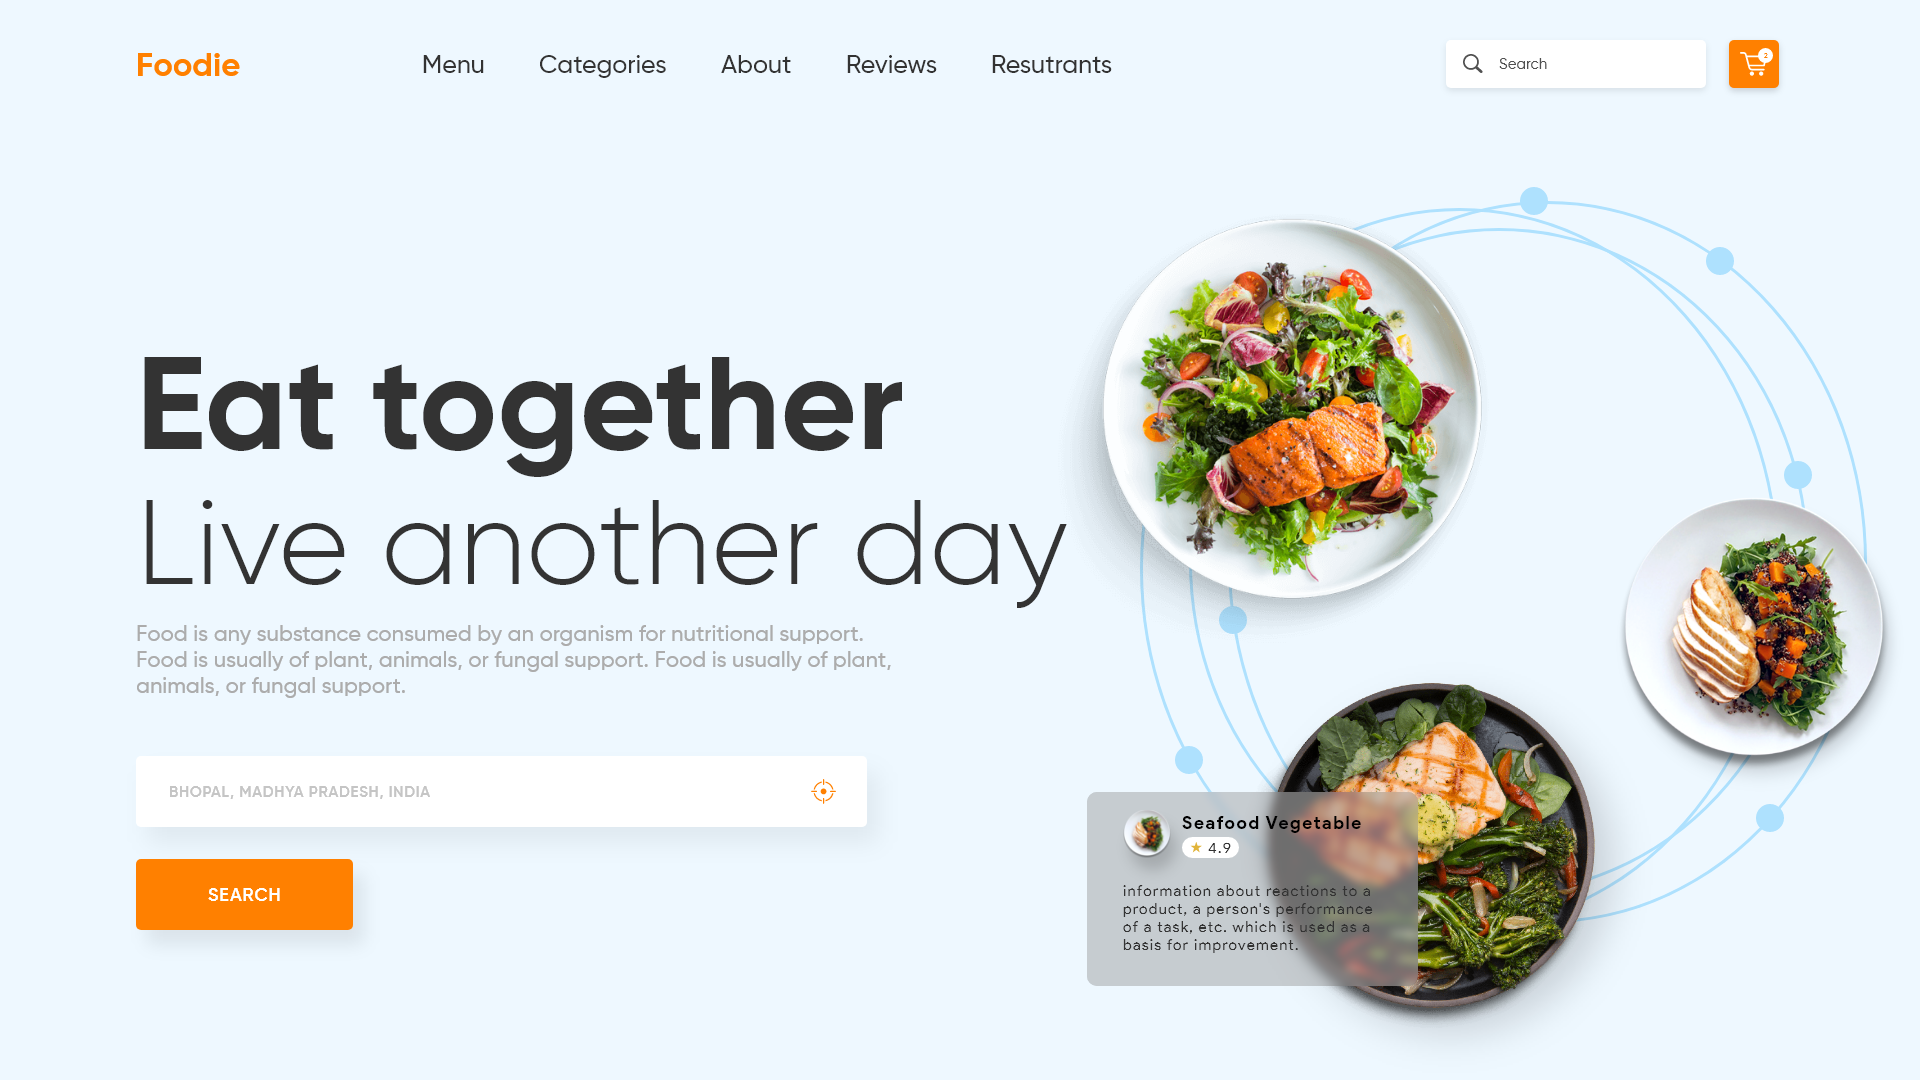 Foodie
Menu
Categories
About
Reviews
Resutrants
Search
2
Eat together
Live another day
Food is any substance consumed by an organism for nutritional support.
Food is usually of plant, animals, or fungal support. Food is usually of plant,
animals, or fungal support.
BHOPAL, MADHYA PRADESH, INDIA
SEARCH
Seafood Vegetable
★ 4.9
information about reactions to a
product, a person's performance
of a task, etc. which is used as a
basis for improvement.